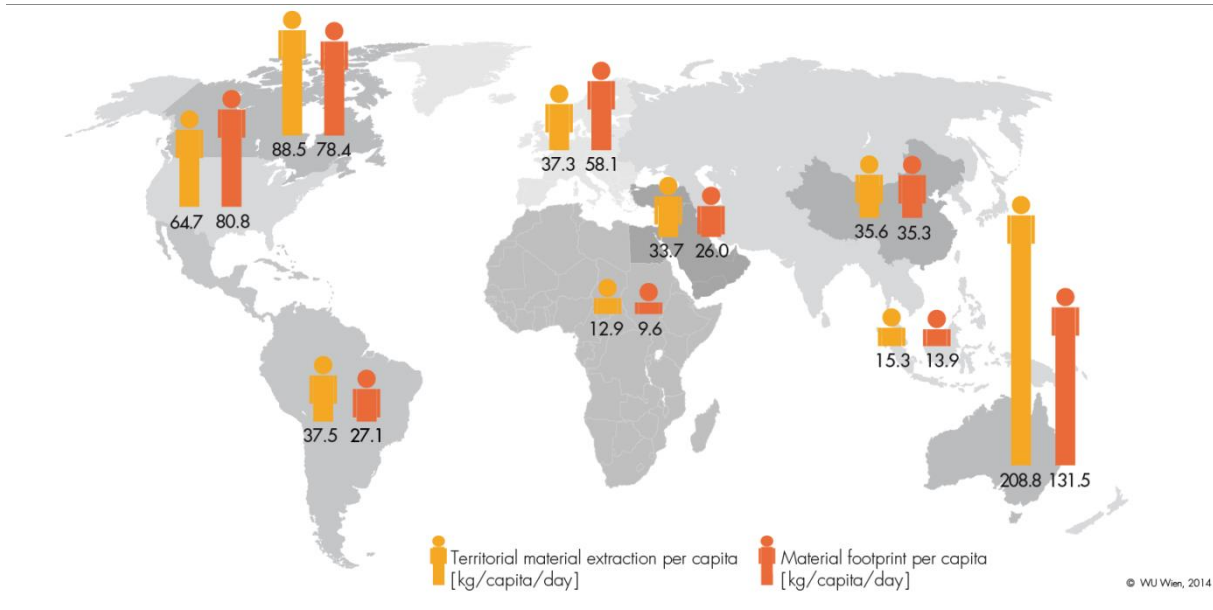 88.5 78.4
37.3 58.1
64.7 80.8
35.6 35.3
33.7 26.0
12.9 9.6
15.3 13.9
37.5 27.1
208.8 131.5
Territorial material extraction per capita
[kg/capita/day]
Material footprint per capita
[kg/capita/day]
© WU Wien, 2014